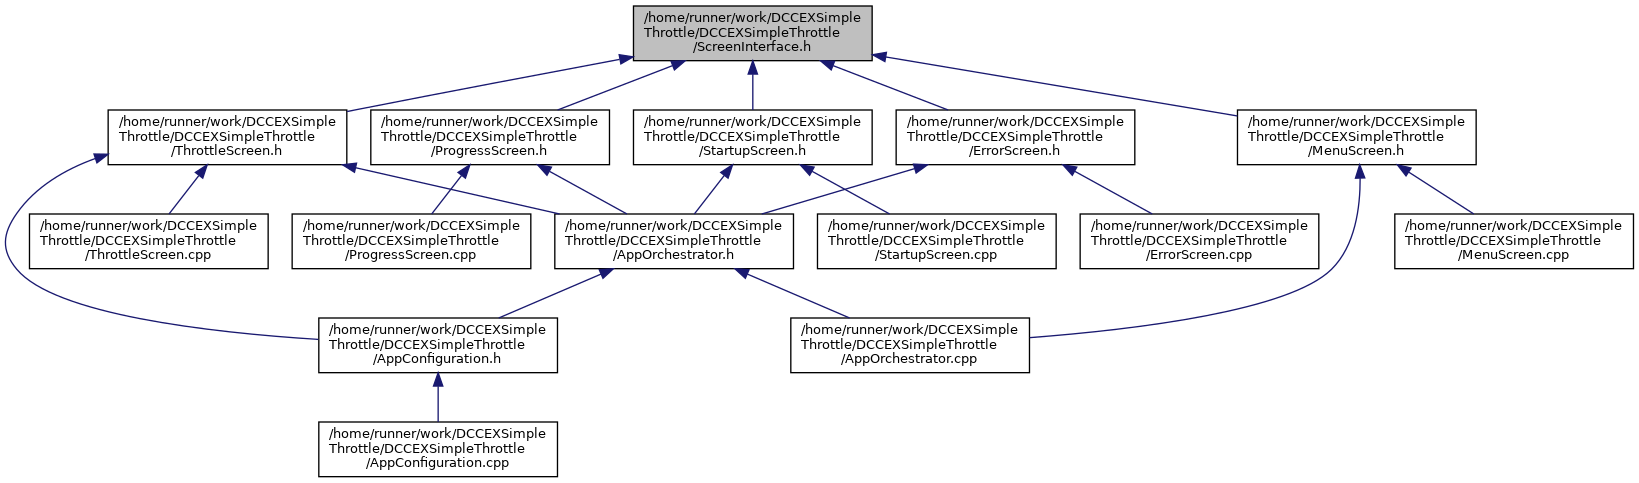 /home/runner/work/DCCEXSimple
Throttle/DCCEXSimpleThrottle
/ScreenInterface.h
/home/runner/work/DCCEXSimple
Throttle/DCCEXSimpleThrottle
/ThrottleScreen.h
/home/runner/work/DCCEXSimple
Throttle/DCCEXSimpleThrottle
/ProgressScreen.h
/home/runner/work/DCCEXSimple
Throttle/DCCEXSimpleThrottle
/StartupScreen.h
/home/runner/work/DCCEXSimple
Throttle/DCCEXSimpleThrottle
/ErrorScreen.h
/home/runner/work/DCCEXSimple
Throttle/DCCEXSimpleThrottle
/MenuScreen.h
/home/runner/work/DCCEXSimple
Throttle/DCCEXSimpleThrottle
/ThrottleScreen.cpp
/home/runner/work/DCCEXSimple
Throttle/DCCEXSimpleThrottle
/ProgressScreen.cpp
/home/runner/work/DCCEXSimple
Throttle/DCCEXSimpleThrottle
/AppOrchestrator.h
/home/runner/work/DCCEXSimple
Throttle/DCCEXSimpleThrottle
/StartupScreen.cpp
/home/runner/work/DCCEXSimple
Throttle/DCCEXSimpleThrottle
/ErrorScreen.cpp
/home/runner/work/DCCEXSimple
Throttle/DCCEXSimpleThrottle
/MenuScreen.cpp
/home/runner/work/DCCEXSimple
Throttle/DCCEXSimpleThrottle
/AppConfiguration.h
/home/runner/work/DCCEXSimple
Throttle/DCCEXSimpleThrottle
/AppOrchestrator.cpp
/home/runner/work/DCCEXSimple
Throttle/DCCEXSimpleThrottle
/AppConfiguration.cpp